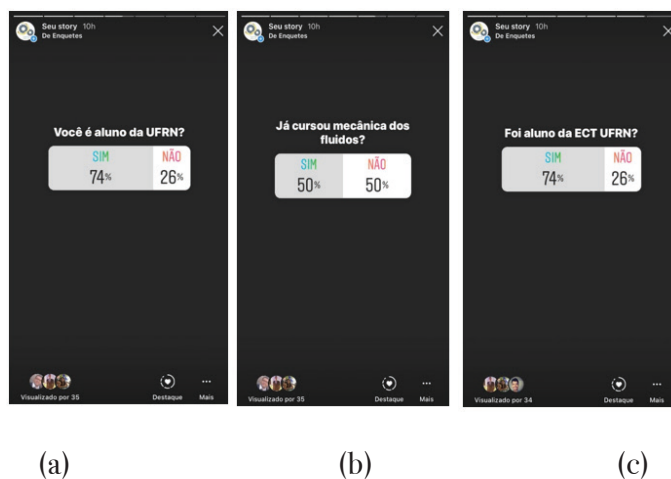 Seu story 10h
De Enquetes
Você é aluno da UFRN?
SIM
74%
NÃO
26%
Visualizado por 35
Destaque
Mais
Seu story 10h
De Enquetes
Já cursou mecânica dos
fluidos?
SIM
50%
NÃO
50%
Visualizado por 35
Destaque
Mais
Seu story 10h
De Enquetes
Foi aluno da ECT UFRN?
SIM
74%
NÃO
26%
Visualizado por 34
Destaque
Mais
(a)
(b)
(c)